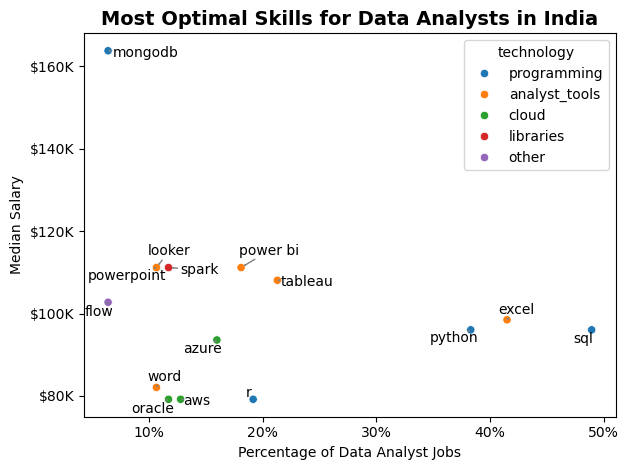 Most Optimal Skills for Data Analysts in India
$160K
$140K
$120K
$100K
$80K
Median Salary
mongodb
looker
power bi
powerpoint
spark
tableau
flow
excel
python
sql
azure
word
r
oracle
aws
technology
programming
analyst_tools
cloud
libraries
other
10%
20%
30%
40%
50%
Percentage of Data Analyst Jobs